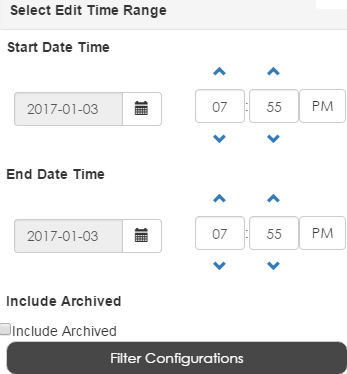 Select Edit Time Range
Start Date Time
2017-01-03 07 : 55 PM
End Date Time
2017-01-03 07 : 55 PM
Include Archived
Include Archived
Filter Configurations